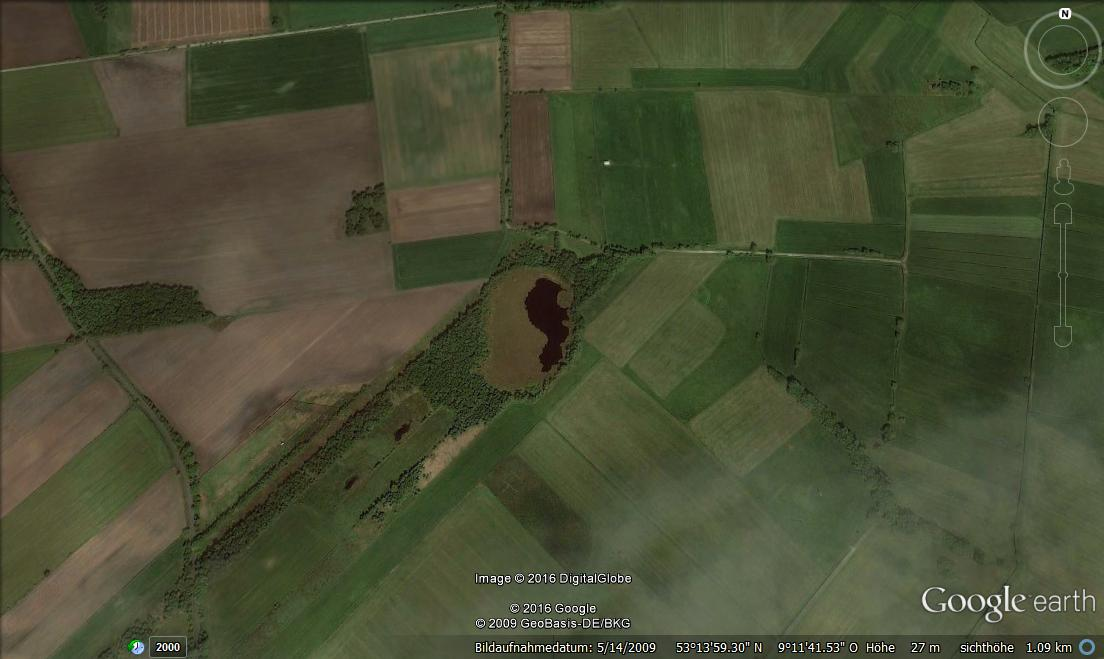 N
Image © 2016 DigitalGlobe
Google earth
© 2016 Google
© 2009 GeoBasis-DE/BKG
2000
Bildaufnahmedatum: 5/14/2009 53°13'59.30" N 9°11'41.53" O Höhe 27 m sichthöhe 1.09 km